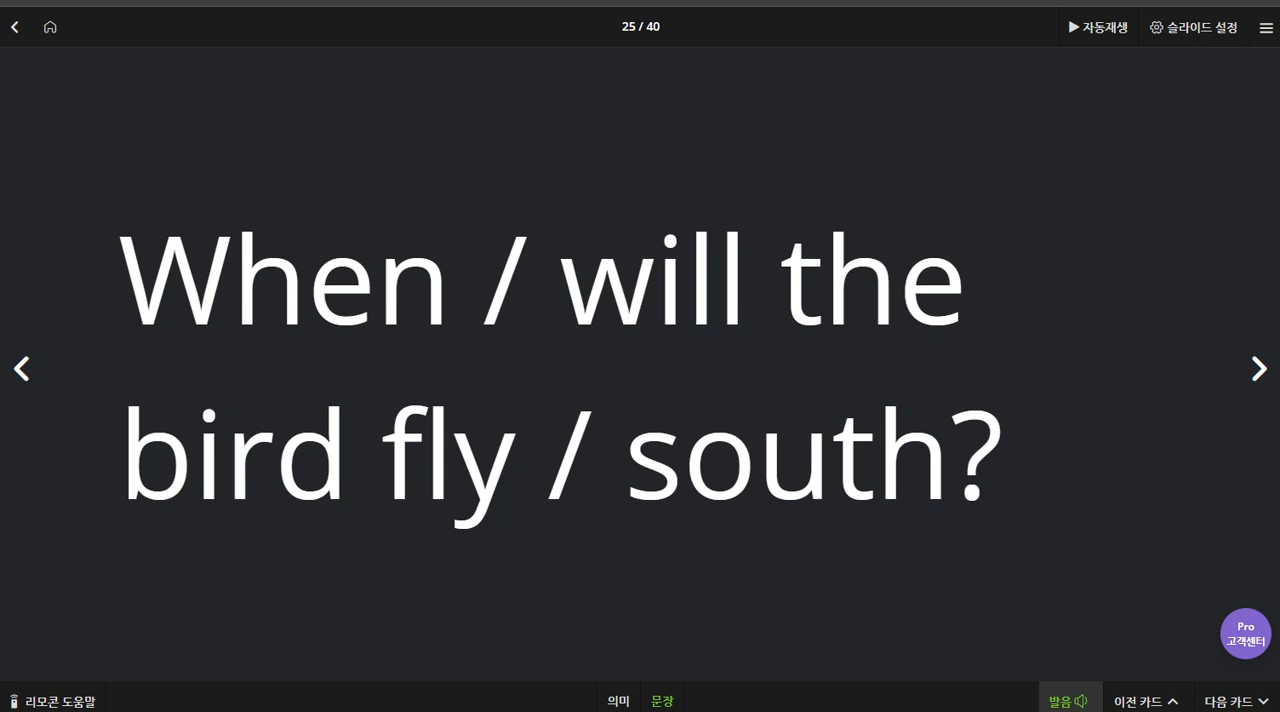 25 / 40
자동재생
슬라이드 설정
When / will the
bird fly / south?
Pro
고객센터
리모콘 도움말
의미
문장
발음
이전 카드
다음 카드